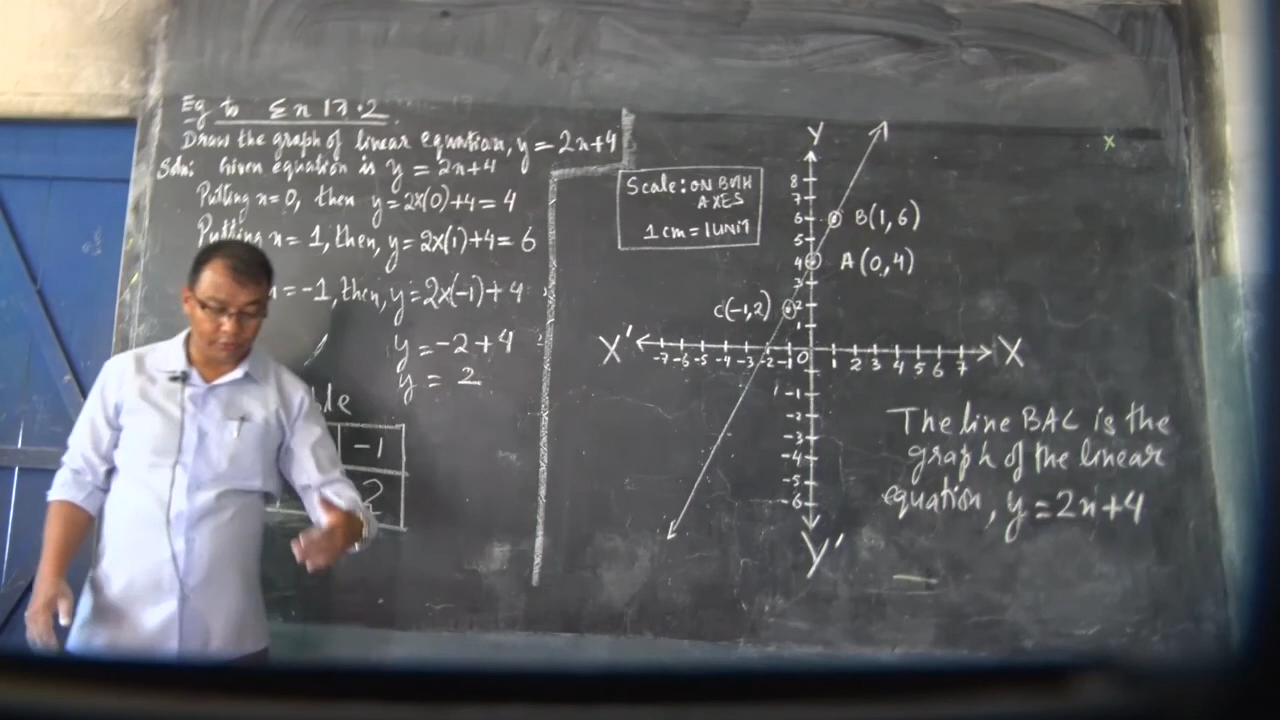 Eg to Ex 17.2
Draw the graph of linear equation, y = 2x+4
Soln: Given equation is y = 2x+4
Putting x=0, then y=2×(0)+4=4
Putting x=1, then, y=2×(1)+4=6
x=-1, then, y=2×(-1)+4
y=-2+4
y = 2
-1
2
Scale: ON BOTH
AXES
1 cm = 1 UNIT
Y
8
7
6
5
4
3
2
1
B(1,6)
A(0,4)
C(-1,2)
X' -7 -6 -5 -4 -3 -2 -1 0 1 2 3 4 5 6 7 X
-1
-2
-3
-4
-5
-6
Y'
The line BAC is the
graph of the linear
equation, y=2x+4
x